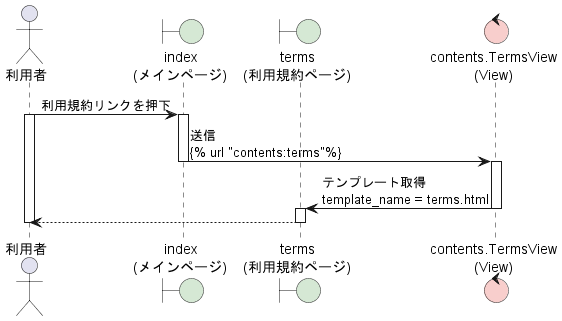 利用者
index
(メインページ)
terms
(利用規約ページ)
contents.TermsView
(View)
利用規約リンクを押下
送信
{% url "contents:terms"%}
テンプレート取得
template_name = terms.html
利用者
index
(メインページ)
terms
(利用規約ページ)
contents.TermsView
(View)